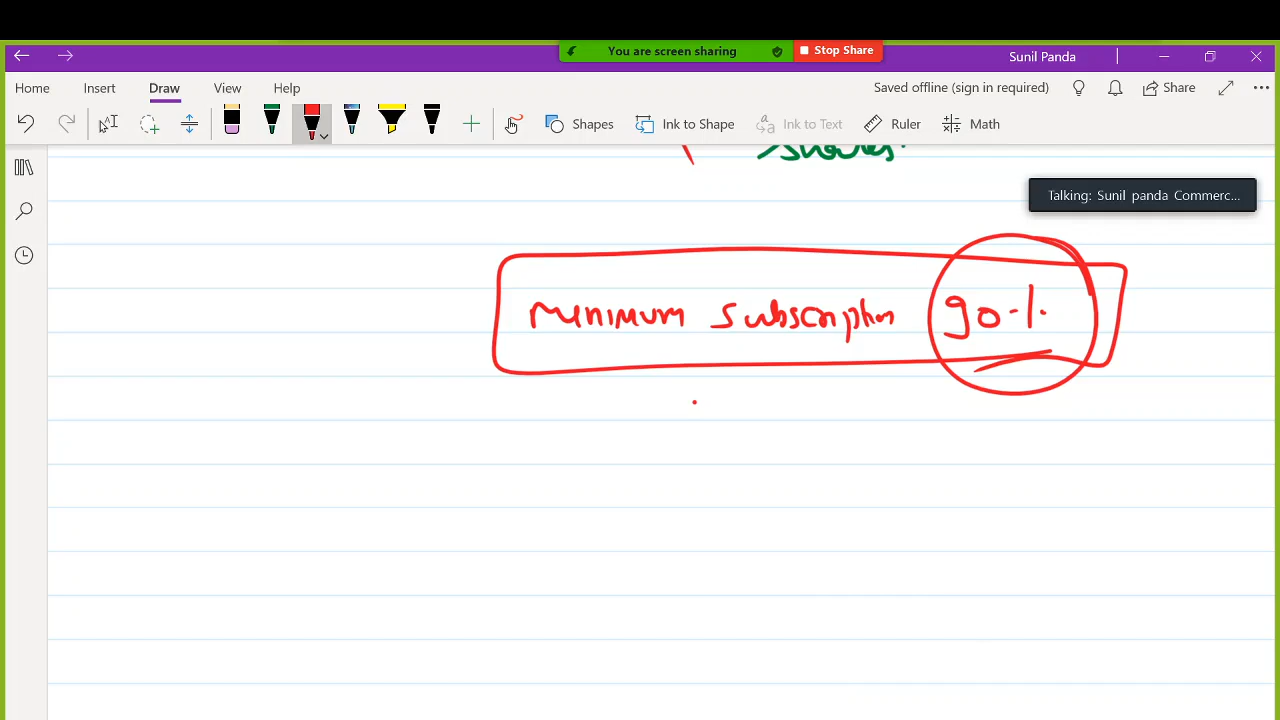 You are screen sharing Stop Share
Sunil Panda
Home Insert Draw View Help Saved offline (sign in required) Share
Shapes Ink to Shape Ink to Text Ruler Math
shares
Talking: Sunil panda Commerc...
minimum subscription 90%